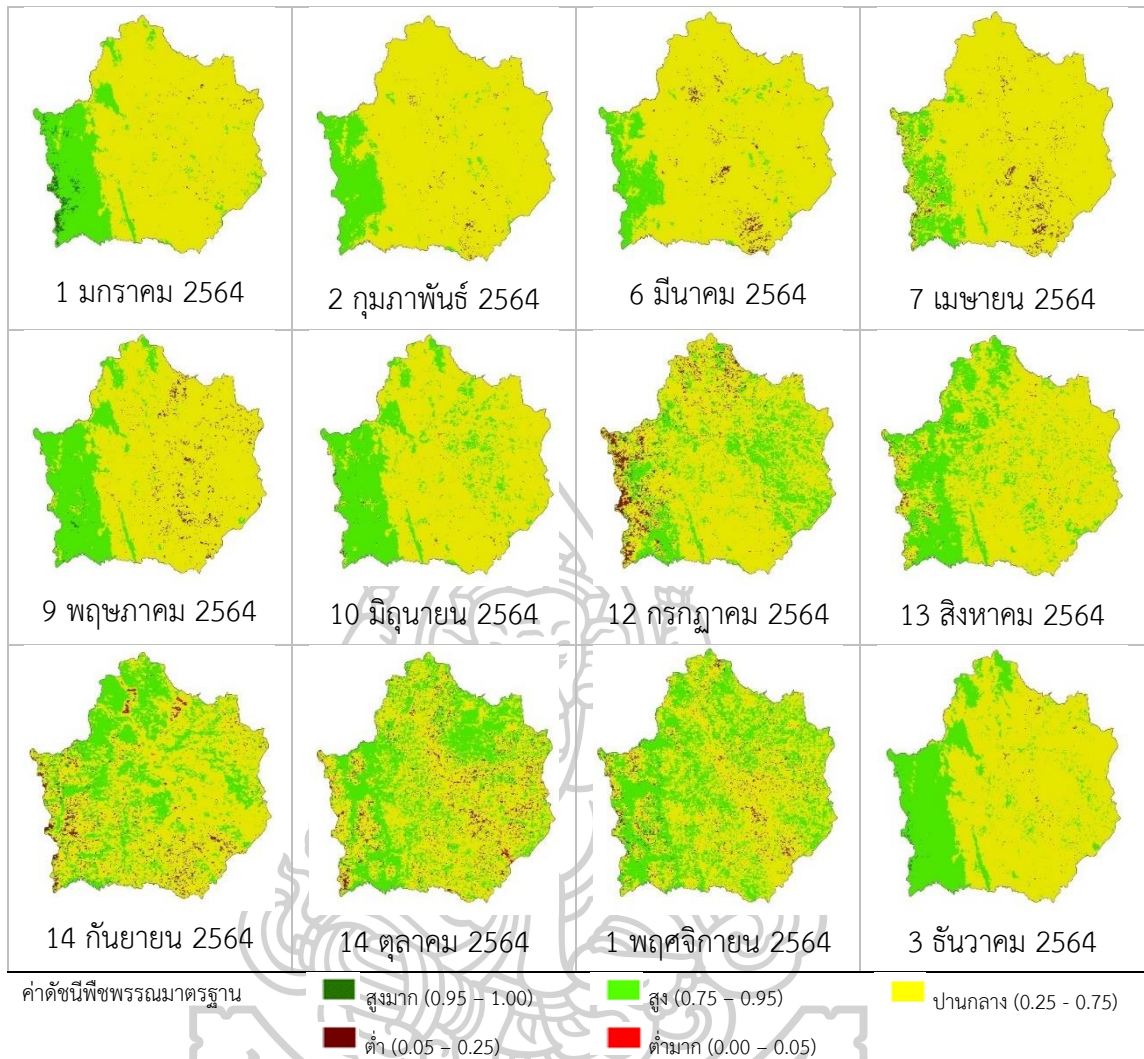 1 มกราคม 2564
2 กุมภาพันธ์ 2564
6 มีนาคม 2564
7 เมษายน 2564
9 พฤษภาคม 2564
10 มิถุนายน 2564
12 กรกฎาคม 2564
13 สิงหาคม 2564
14 กันยายน 2564
14 ตุลาคม 2564
1 พฤศจิกายน 2564
3 ธันวาคม 2564
ค่าดัชนีพืชพรรณมาตรฐาน
สูงมาก (0.95 – 1.00)
สูง (0.75 – 0.95)
ปานกลาง (0.25 - 0.75)
ต่ำ (0.05 – 0.25)
ต่ำมาก (0.00 – 0.05)